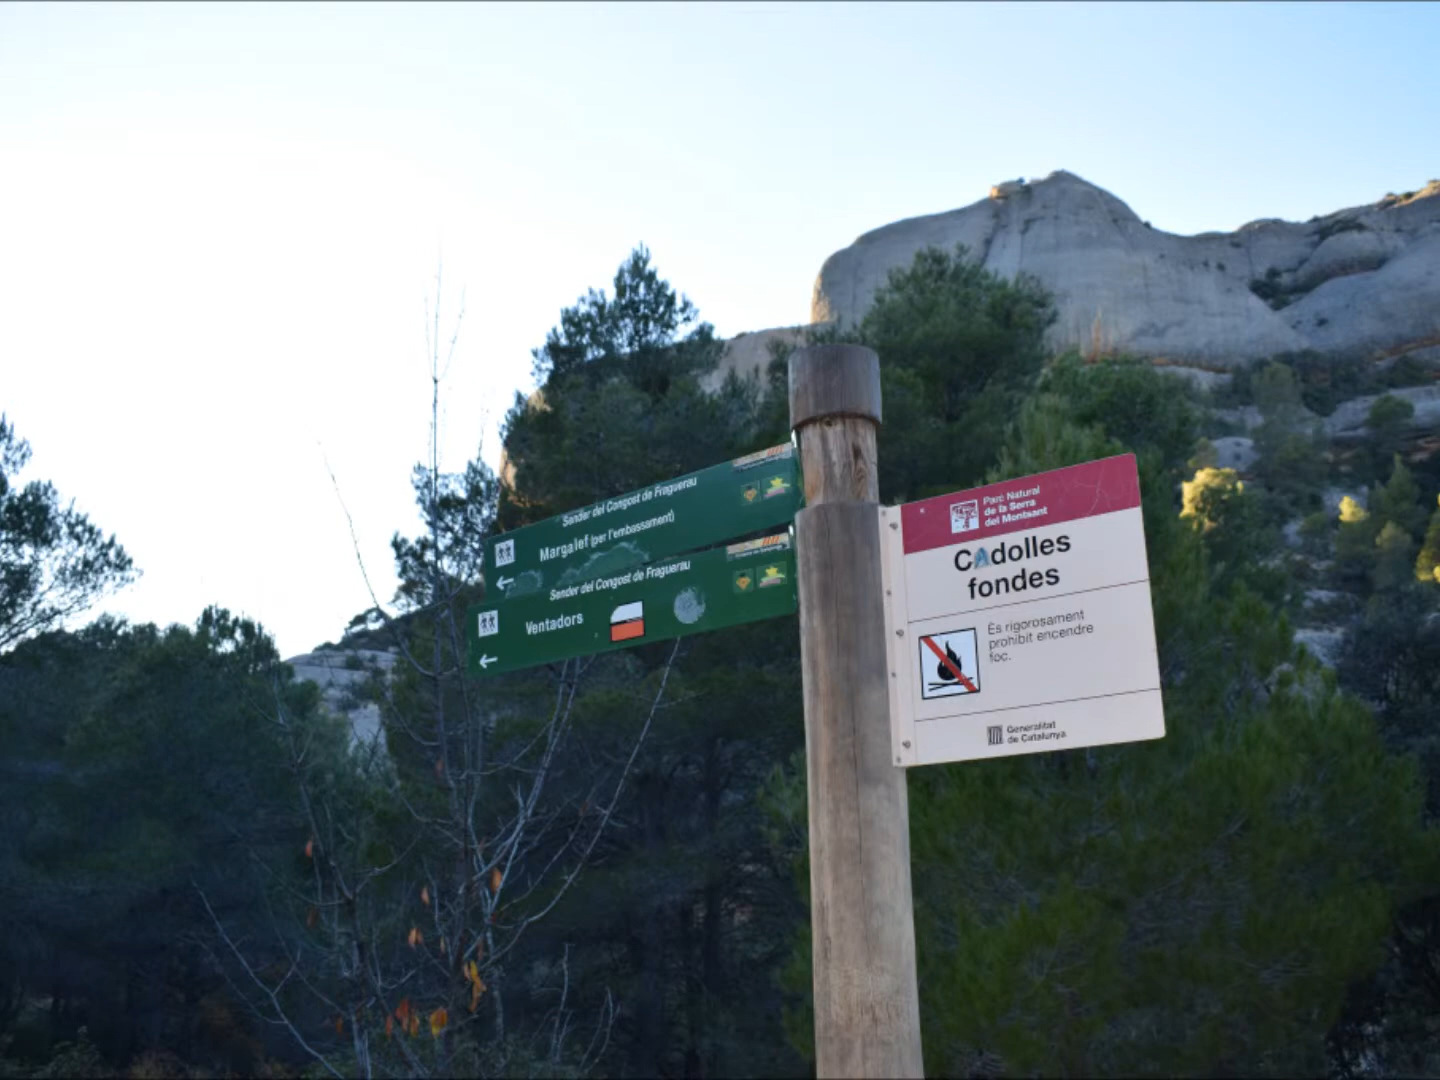 Sender del Congost de Fraguerau
Margalef (per l'embassament)
Sender del Congost de Fraguerau
Ventadors
Parc Natural
de la Serra
del Montsant
Cadolles
fondes
És rigorosament
prohibit encendre
foc.
Generalitat
de Catalunya